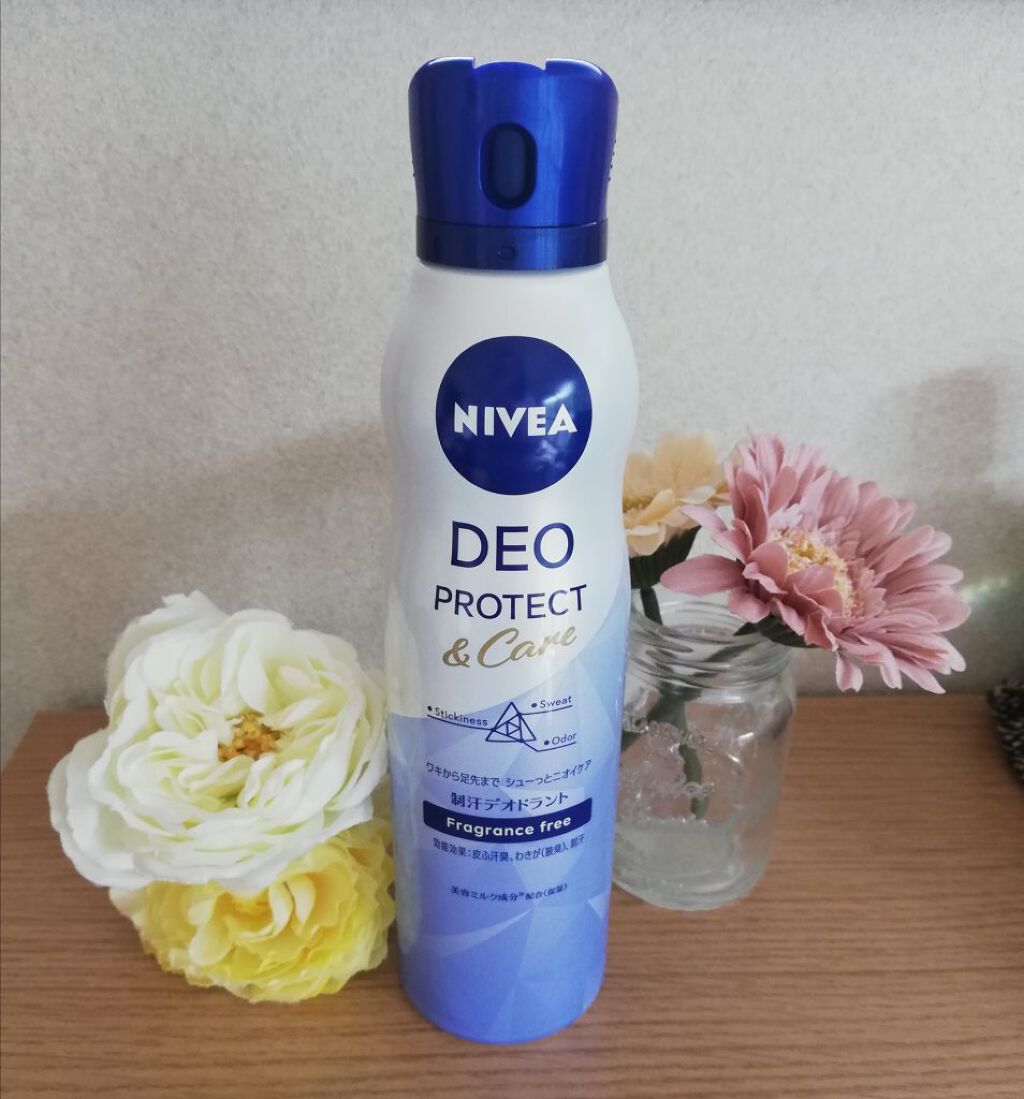 NIVEA
DEO
PROTECT
& Care
Stickiness
Sweat
Odor
ワキから足先まで シューっとニオイケア
制汗デオドラント
Fragrance free
効能効果:皮ふ汗臭、わきが(腋臭)、制汗
美容ミルク成分※配合(保湿)